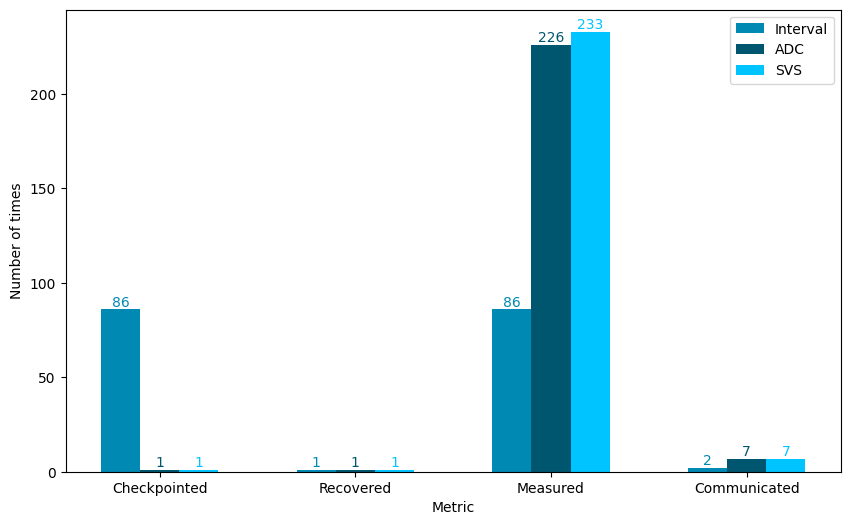 233
226
Interval
ADC
SVS
200
150
Number of times
100
86
86
50
1
1
1
1
1
2
7
7
0
Checkpointed
Recovered
Measured
Communicated
Metric